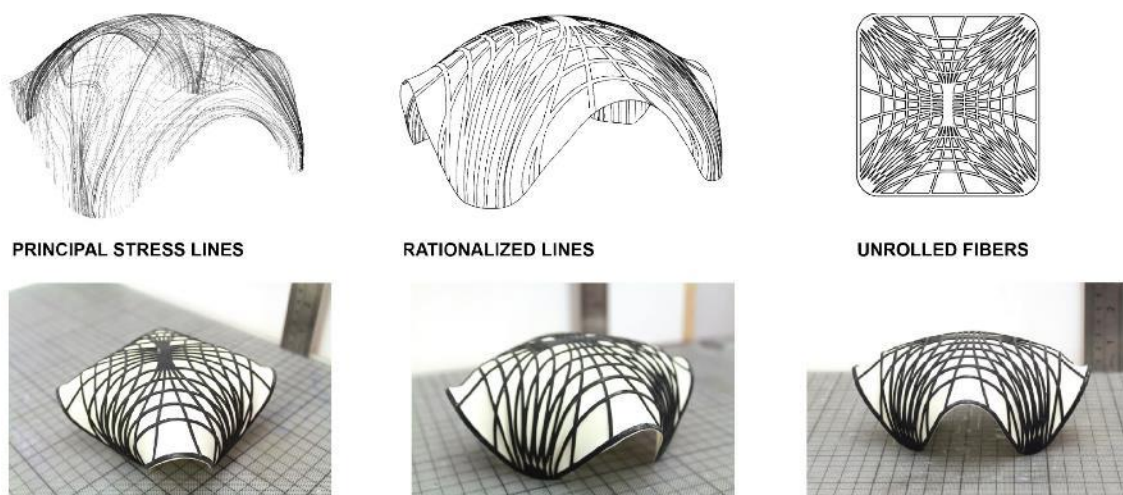 PRINCIPAL STRESS LINES
RATIONALIZED LINES
UNROLLED FIBERS